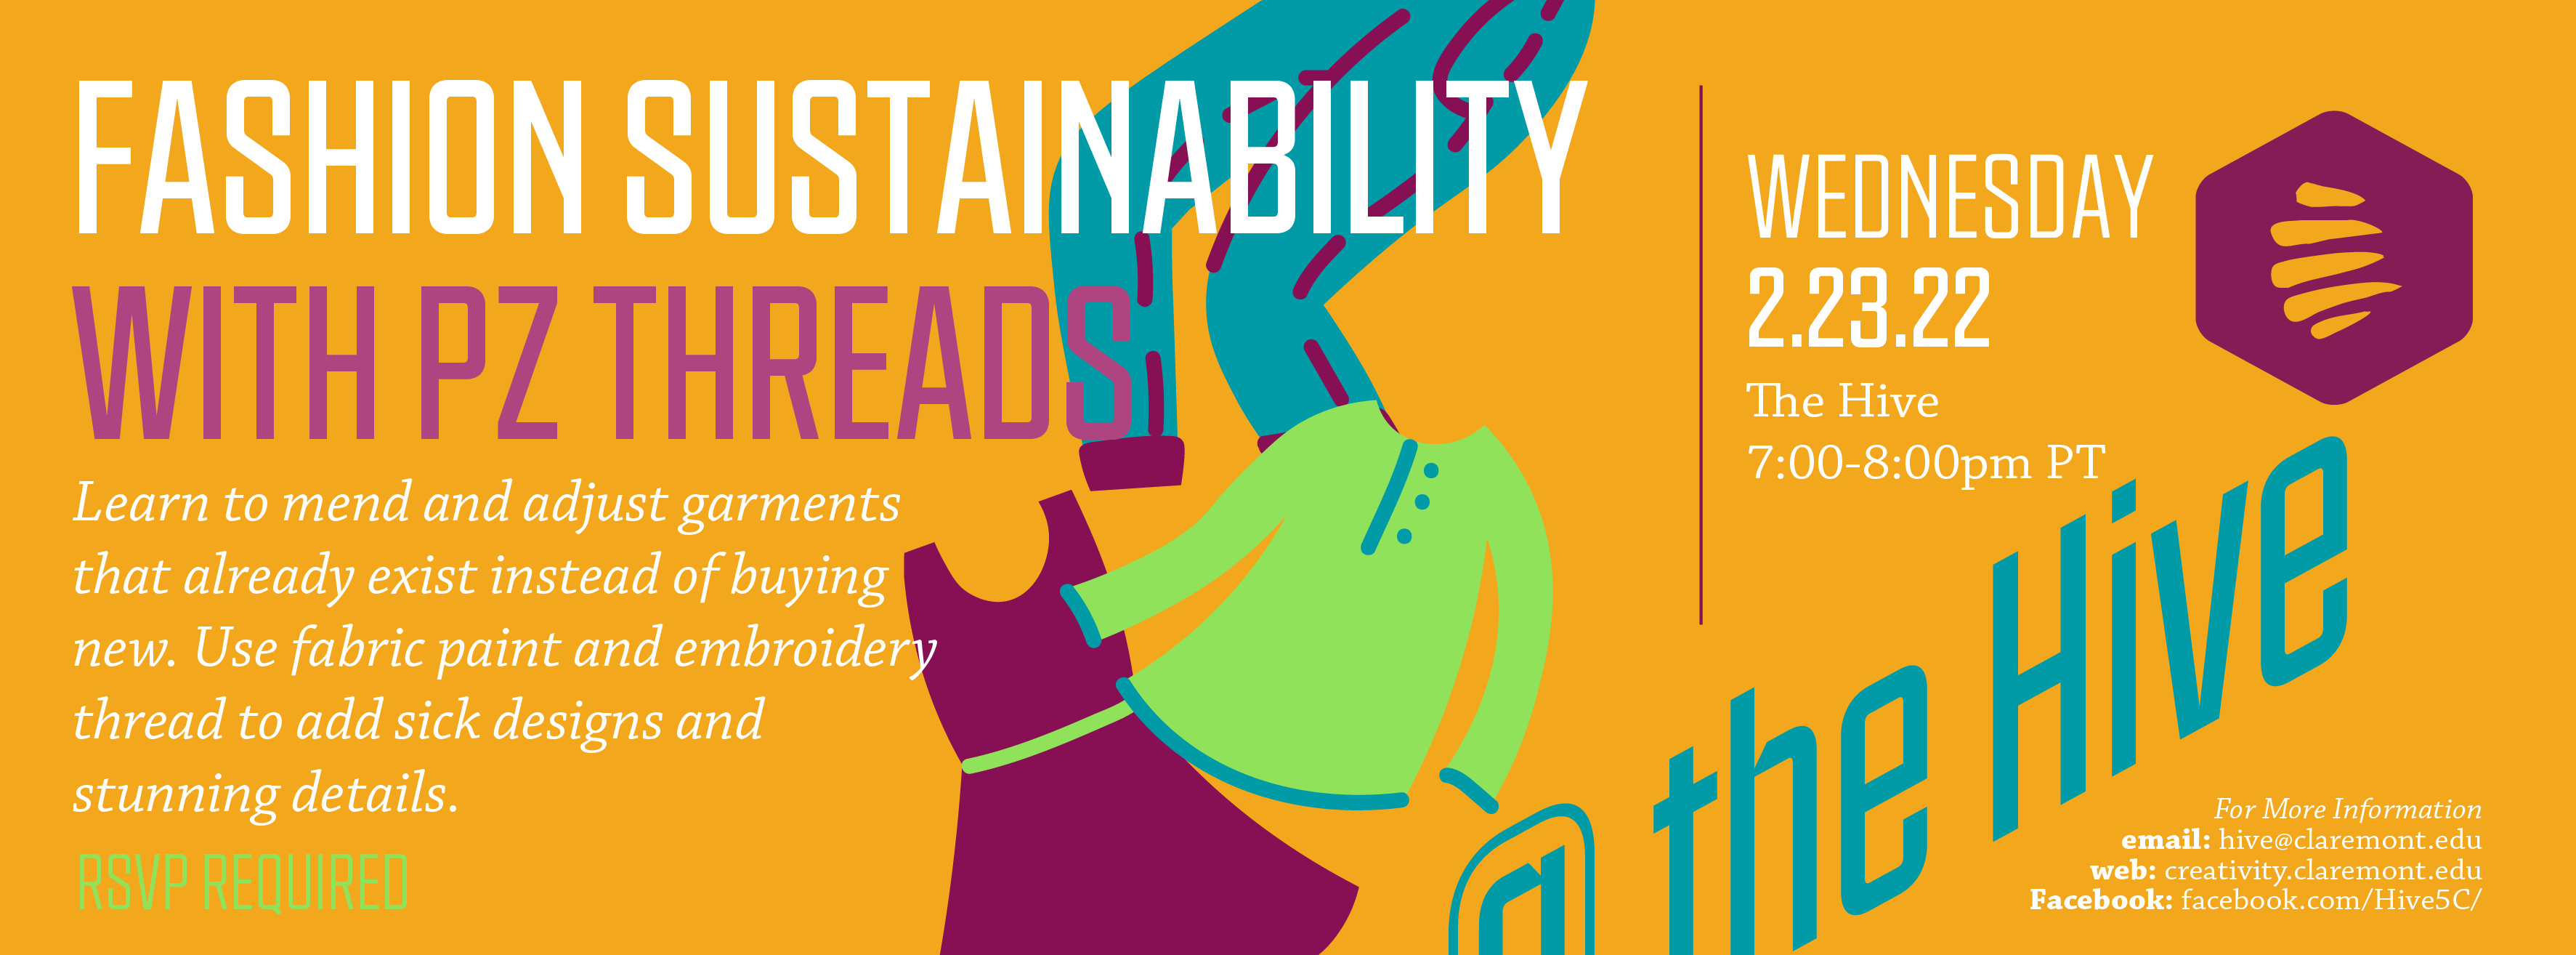 FASHION SUSTAINABILITY
WITH PZ THREADS
Learn to mend and adjust garments
that already exist instead of buying
new. Use fabric paint and embroidery
thread to add sick designs and
stunning details.
RSVP REQUIRED
WEDNESDAY
2.23.22
The Hive
7:00-8:00pm PT
@ the Hive
For More Information
email: hive@claremont.edu
web: creativity.claremont.edu
Facebook: facebook.com/Hive5C/